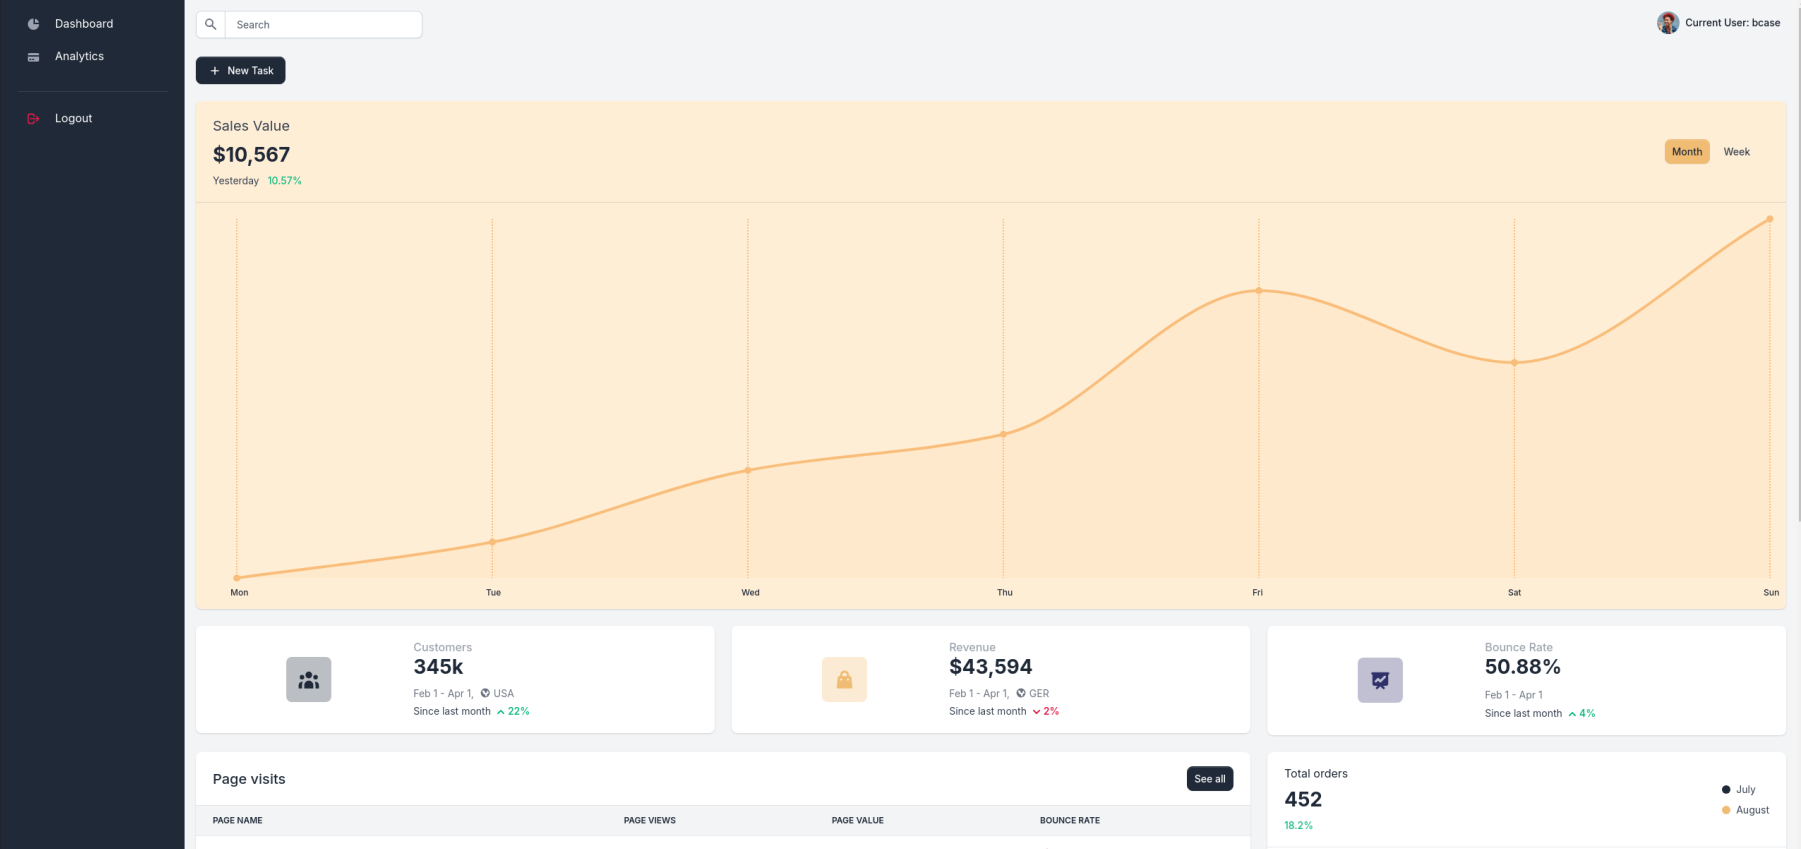 Dashboard
Analytics
Logout
Search
Current User: bcase
New Task
Sales Value
$10,567
Yesterday 10.57%
Month Week
Mon Tue Wed Thu Fri Sat Sun
Customers
345k
Feb 1 - Apr 1, USA
Since last month 22%
Revenue
$43,594
Feb 1 - Apr 1, GER
Since last month 2%
Bounce Rate
50.88%
Feb 1 - Apr 1
Since last month 4%
Page visits
See all
PAGE NAME PAGE VIEWS PAGE VALUE BOUNCE RATE
Total orders
452
18.2%
July
August